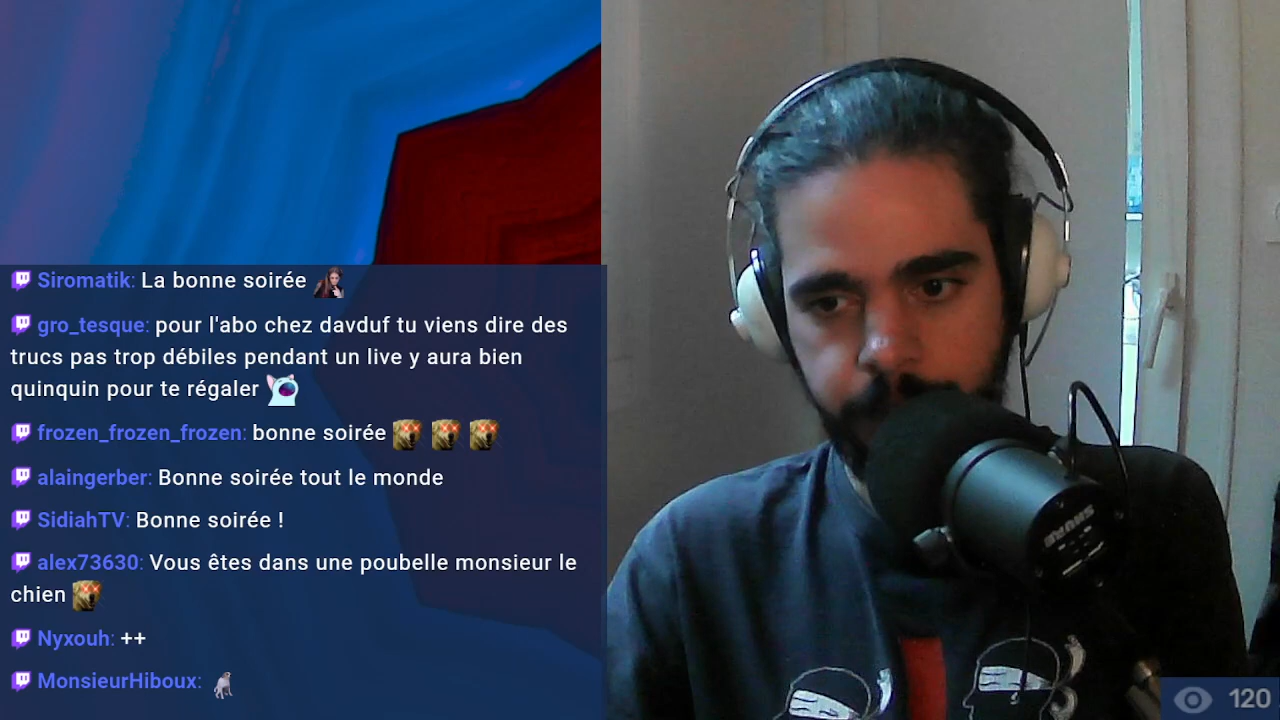 Siromatik: La bonne soirée
gro_tesque: pour l'abo chez davduf tu viens dire des
trucs pas trop débiles pendant un live y aura bien
quinquin pour te régaler
frozen_frozen_frozen: bonne soirée
alaingerber: Bonne soirée tout le monde
SidiahTV: Bonne soirée !
alex73630: Vous êtes dans une poubelle monsieur le
chien
Nyxouh: ++
MonsieurHiboux:
SHURE
120